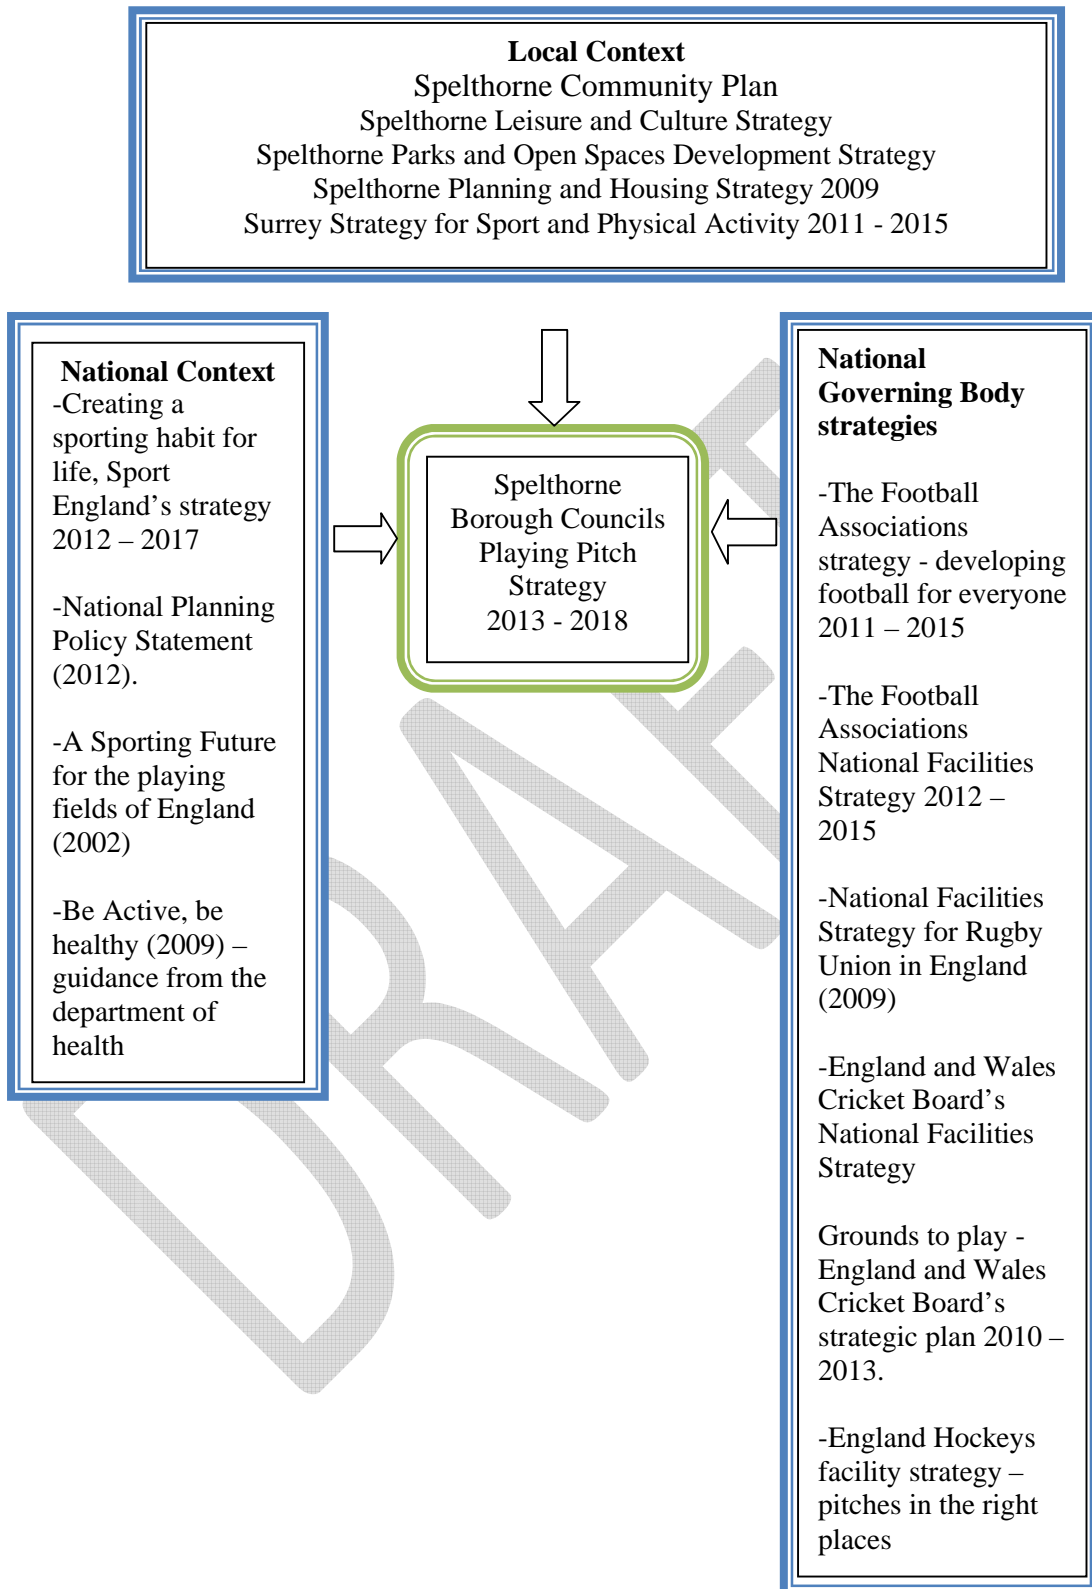 Local Context
Spelthorne Community Plan
Spelthorne Leisure and Culture Strategy
Spelthorne Parks and Open Spaces Development Strategy
Spelthorne Planning and Housing Strategy 2009
Surrey Strategy for Sport and Physical Activity 2011 - 2015
National Context
-Creating a
sporting habit for
life, Sport
England’s strategy
2012 – 2017
-National Planning
Policy Statement
(2012).
-A Sporting Future
for the playing
fields of England
(2002)
-Be Active, be
healthy (2009) –
guidance from the
department of
health
Spelthorne
Borough Councils
Playing Pitch
Strategy
2013 - 2018
National
Governing Body
strategies
-The Football
Associations
strategy - developing
football for everyone
2011 – 2015
-The Football
Associations
National Facilities
Strategy 2012 –
2015
-National Facilities
Strategy for Rugby
Union in England
(2009)
-England and Wales
Cricket Board’s
National Facilities
Strategy
Grounds to play -
England and Wales
Cricket Board’s
strategic plan 2010 –
2013.
-England Hockeys
facility strategy –
pitches in the right
places
DRAFT